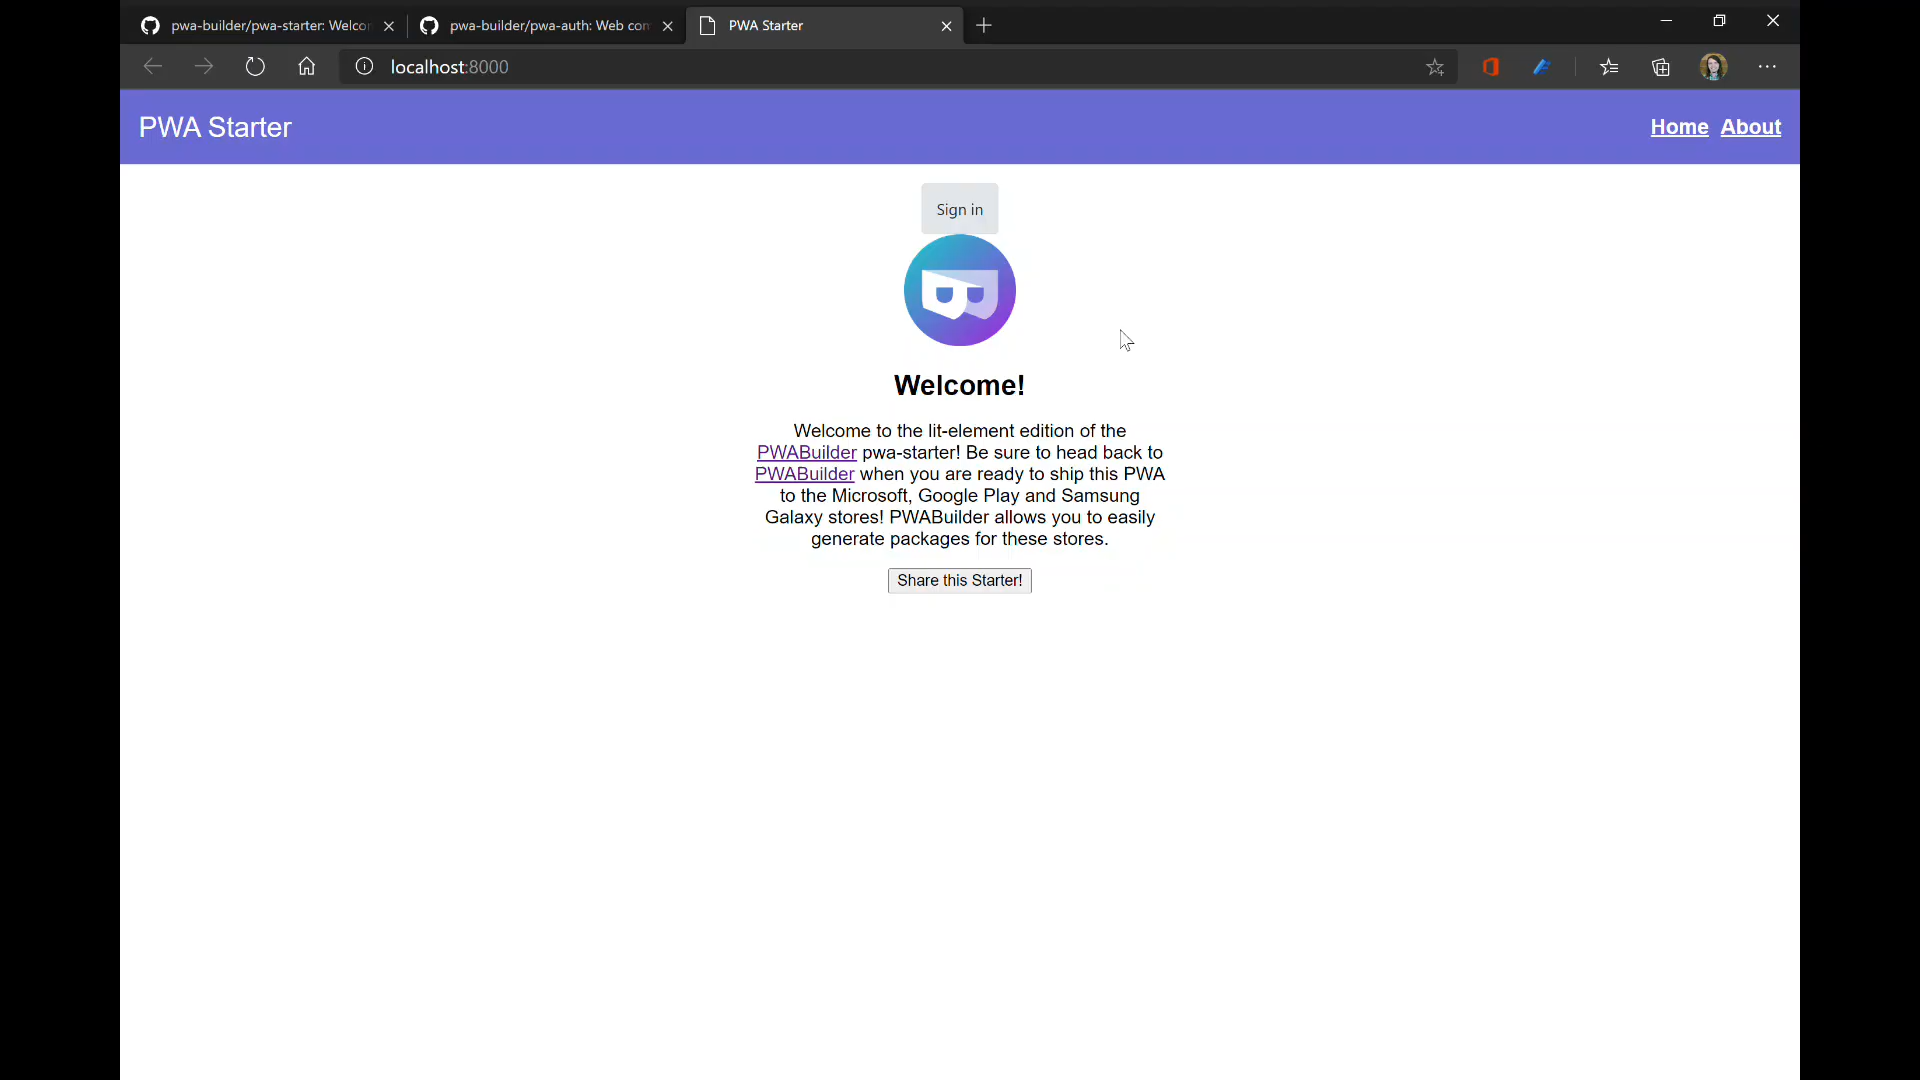 pwa-builder/pwa-starter: Welco
pwa-builder/pwa-auth: Web con
PWA Starter
localhost:8000
PWA Starter
Home
About
Sign in
Welcome!
Welcome to the lit-element edition of the
PWABuilder pwa-starter! Be sure to head back to
PWABuilder when you are ready to ship this PWA
to the Microsoft, Google Play and Samsung
Galaxy stores! PWABuilder allows you to easily
generate packages for these stores.
Share this Starter!